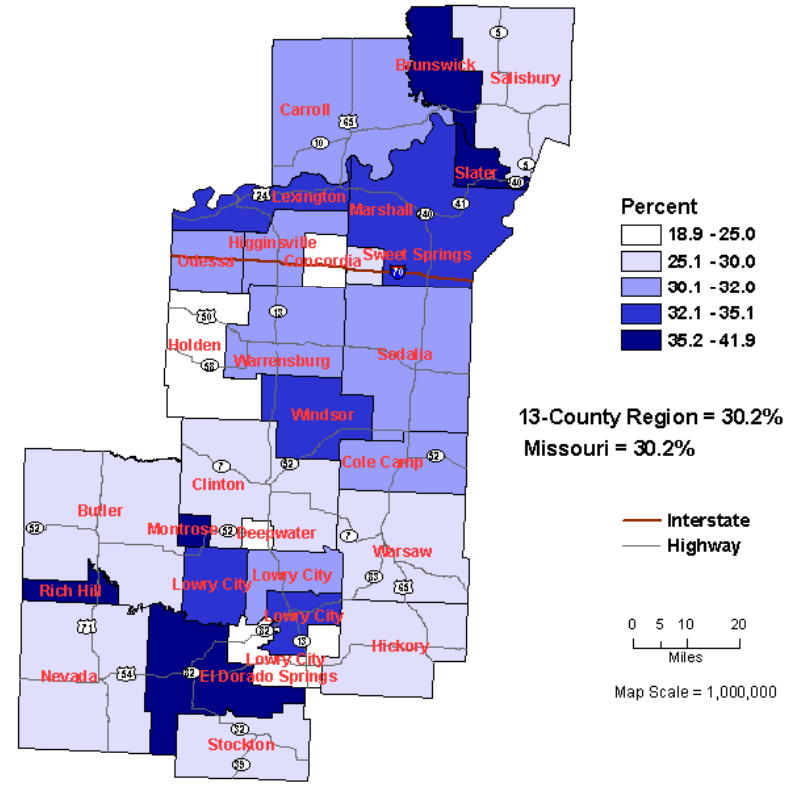 5
Brunswick
Salisbury
Carroll
65
10
5
Slater
40
24
Lexington
41
Marshall
40
Higginsville
Odessa
Concordia
Sweet Springs
70
13
50
Holden
Sedalia
58
Warrensburg
Windsor
Cole Camp
52
7
52
Clinton
Butler
52
Montrose
52
Deepwater
7
Warsaw
Lowry City
Lowry City
83
65
Rich Hill
Lowry City
71
82
13
Hickory
Lowry City
Nevada
54
82
El Dorado Springs
32
Stockton
39
Percent
18.9 - 25.0
25.1 - 30.0
30.1 - 32.0
32.1 - 35.1
35.2 - 41.9
13-County Region = 30.2%
Missouri = 30.2%
Interstate
Highway
0 5 10 20
Miles
Map Scale = 1,000,000